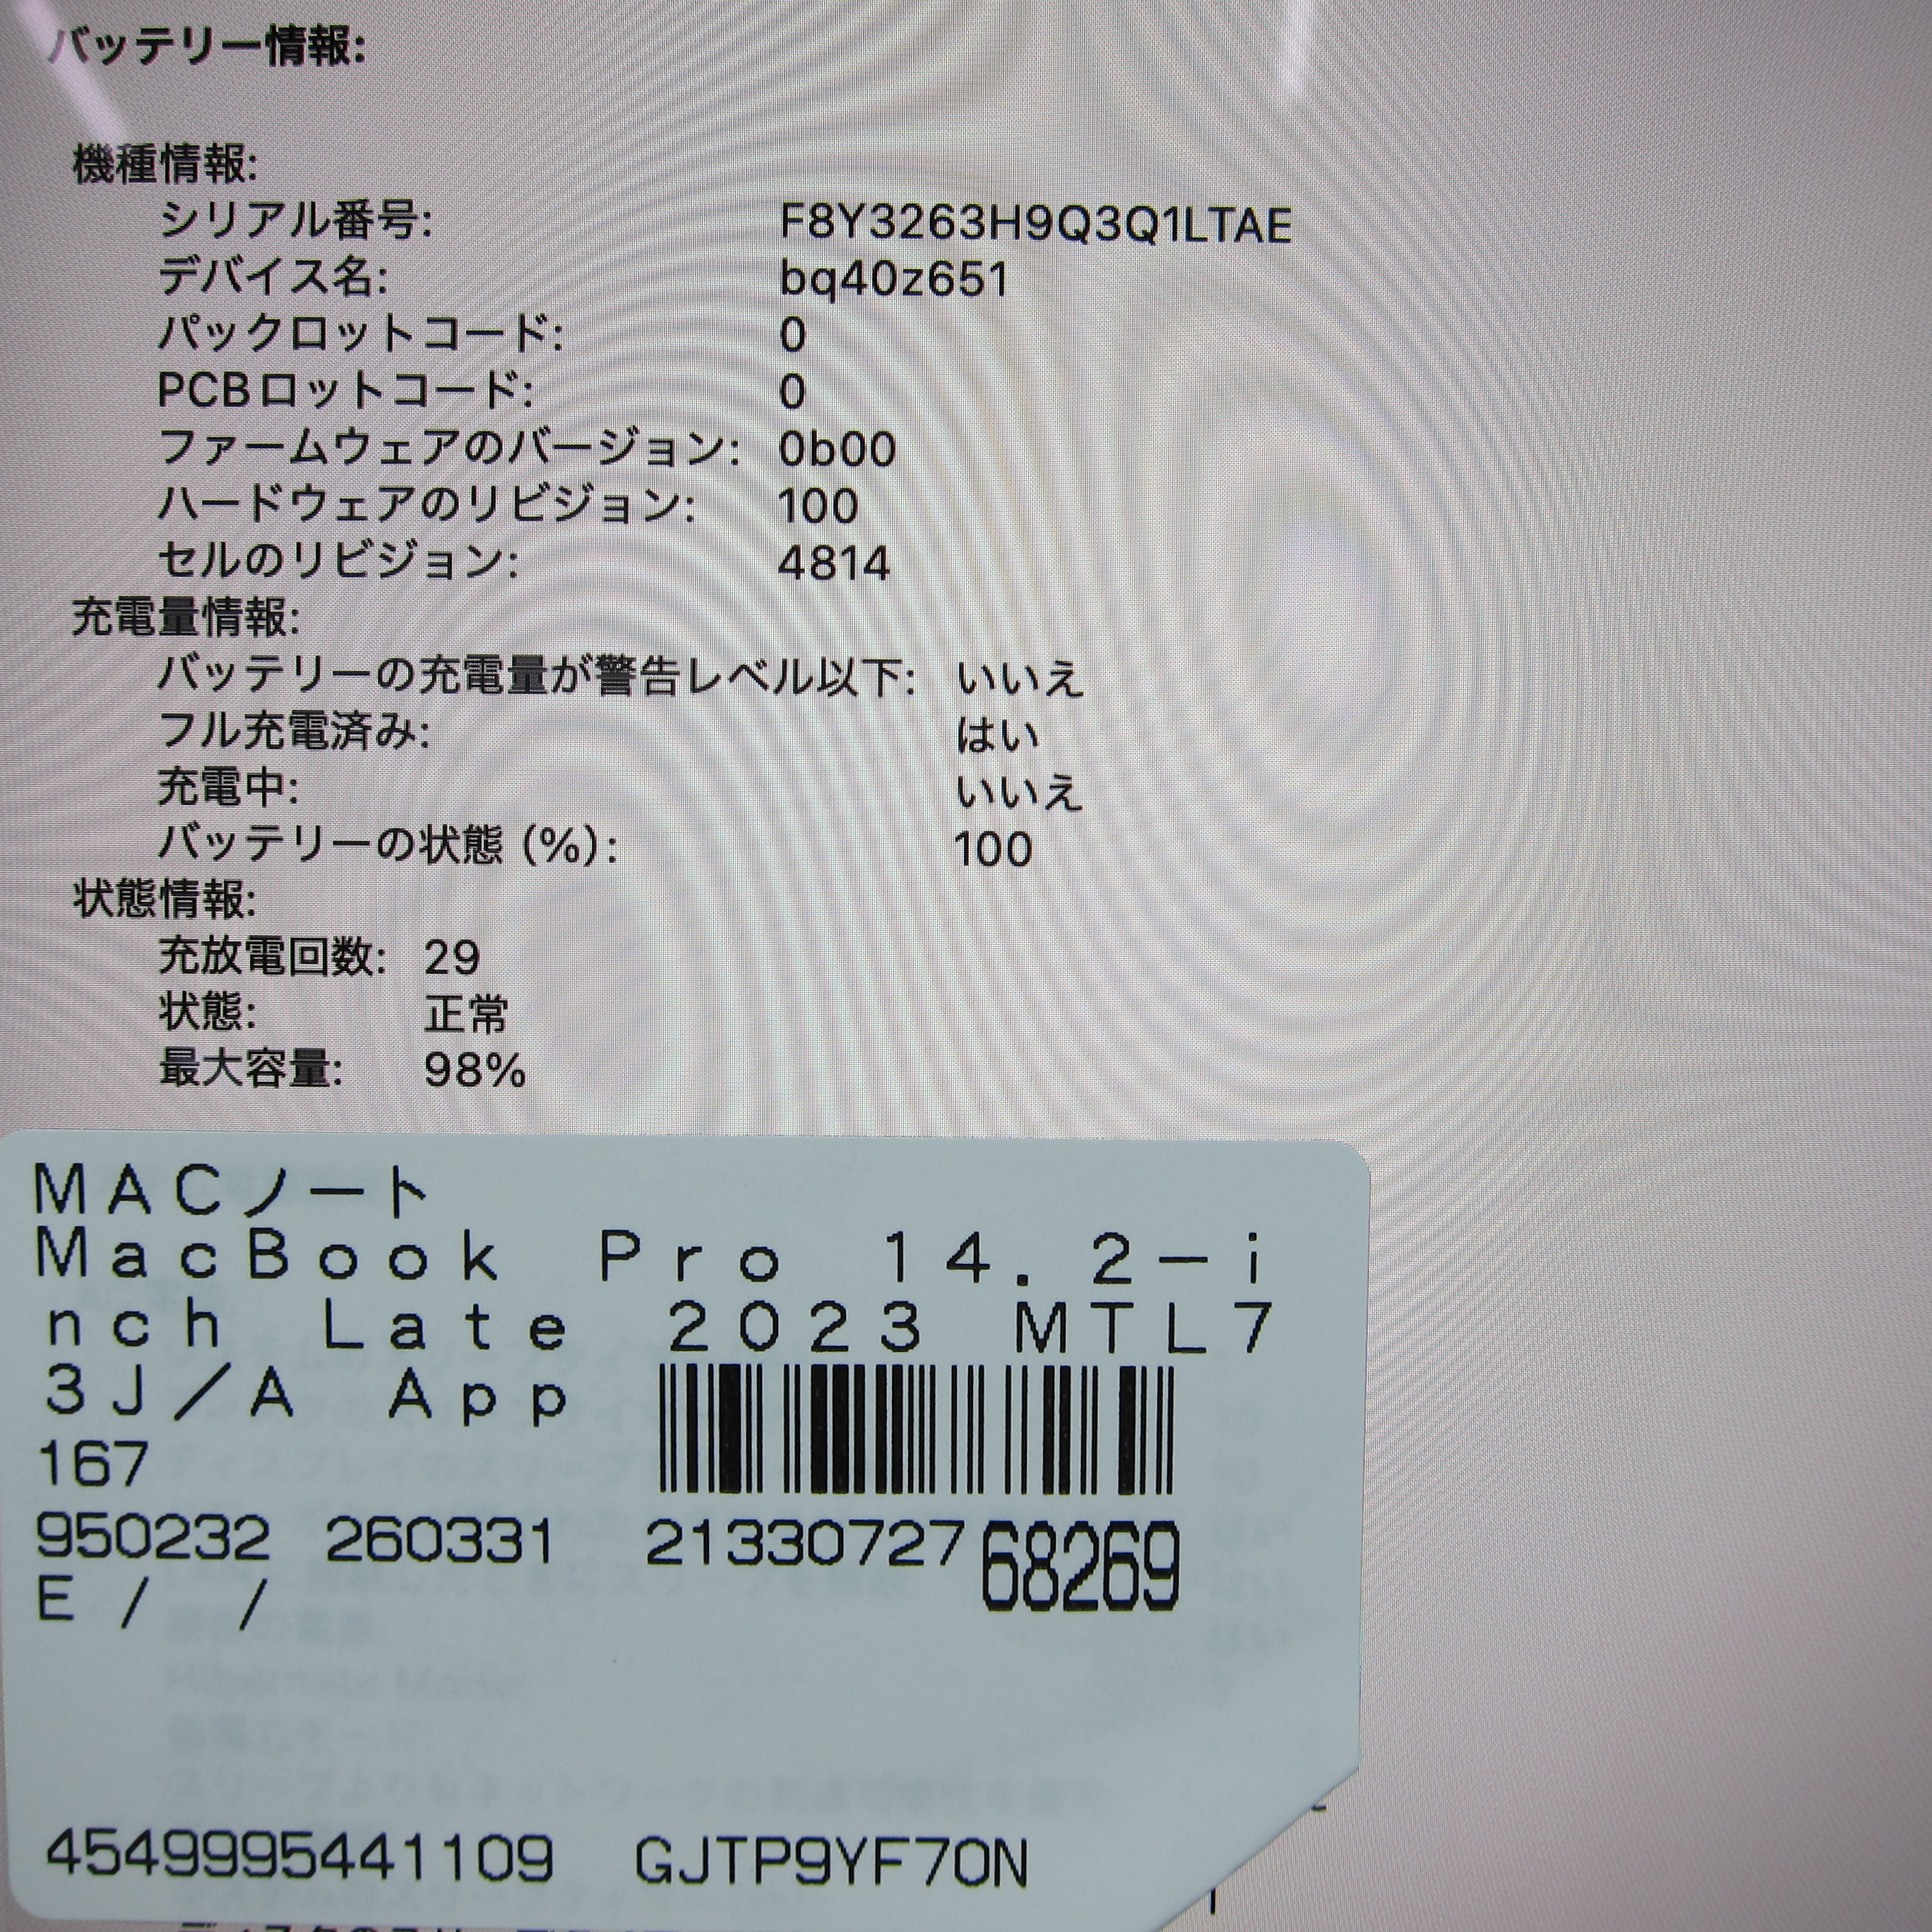 バッテリー情報:
機種情報:
シリアル番号: F8Y3263H9Q3Q1LTAE
デバイス名: bq40z651
パックロットコード: 0
PCBロットコード: 0
ファームウェアのバージョン: 0b00
ハードウェアのリビジョン: 100
セルのリビジョン: 4814
充電量情報:
バッテリーの充電量が警告レベル以下: いいえ
フル充電済み: はい
充電中: いいえ
バッテリーの状態 (%): 100
状態情報:
充放電回数: 29
状態: 正常
最大容量: 98%
MACノート
MacBook Pro 14.2-i
nch Late 2023 MTL7
3J/A App
167
950232 260331 21330727 68269
E / /
4549995441109 GJTP9YF70N